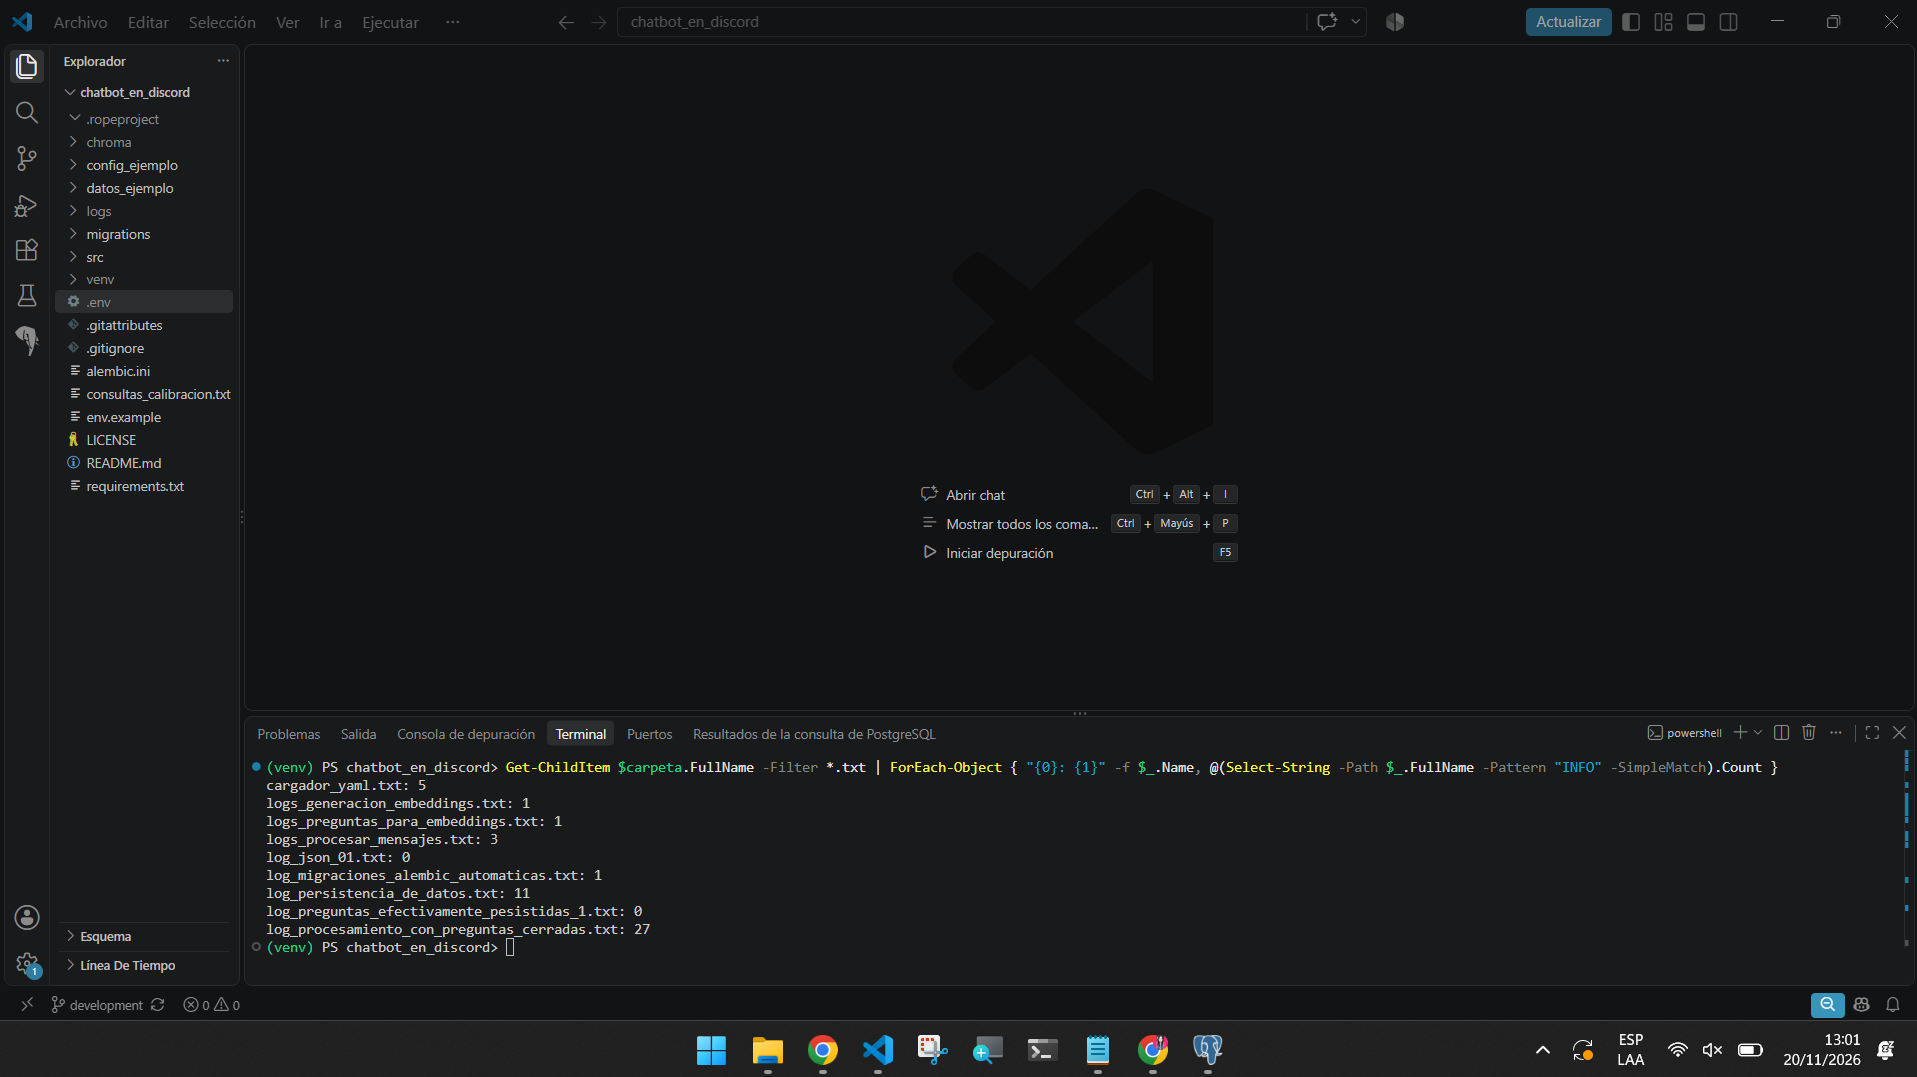 Archivo Editar Selección Ver Ir a Ejecutar ···
chatbot_en_discord
Actualizar
Explorador ···
chatbot_en_discord
.ropeproject
chroma
config_ejemplo
datos_ejemplo
logs
migrations
src
venv
.env
.gitattributes
.gitignore
alembic.ini
consultas_calibracion.txt
env.example
LICENSE
README.md
requirements.txt
Esquema
Línea De Tiempo
Abrir chat Ctrl + Alt + I
Mostrar todos los coma... Ctrl + Mayús + P
Iniciar depuración F5
Problemas Salida Consola de depuración Terminal Puertos Resultados de la consulta de PostgreSQL
powershell
(venv) PS chatbot_en_discord> Get-ChildItem $carpeta.FullName -Filter *.txt | ForEach-Object { "{0}: {1}" -f $_.Name, @(Select-String -Path $_.FullName -Pattern "INFO" -SimpleMatch).Count }
cargador_yaml.txt: 5
logs_generacion_embeddings.txt: 1
logs_preguntas_para_embeddings.txt: 1
logs_procesar_mensajes.txt: 3
log_json_01.txt: 0
log_migraciones_alembic_automaticas.txt: 1
log_persistencia_de_datos.txt: 11
log_preguntas_efectivamente_pesistidas_1.txt: 0
log_procesamiento_con_preguntas_cerradas.txt: 27
(venv) PS chatbot_en_discord>
1
development 0 0
ESP
LAA
13:01
20/11/2026